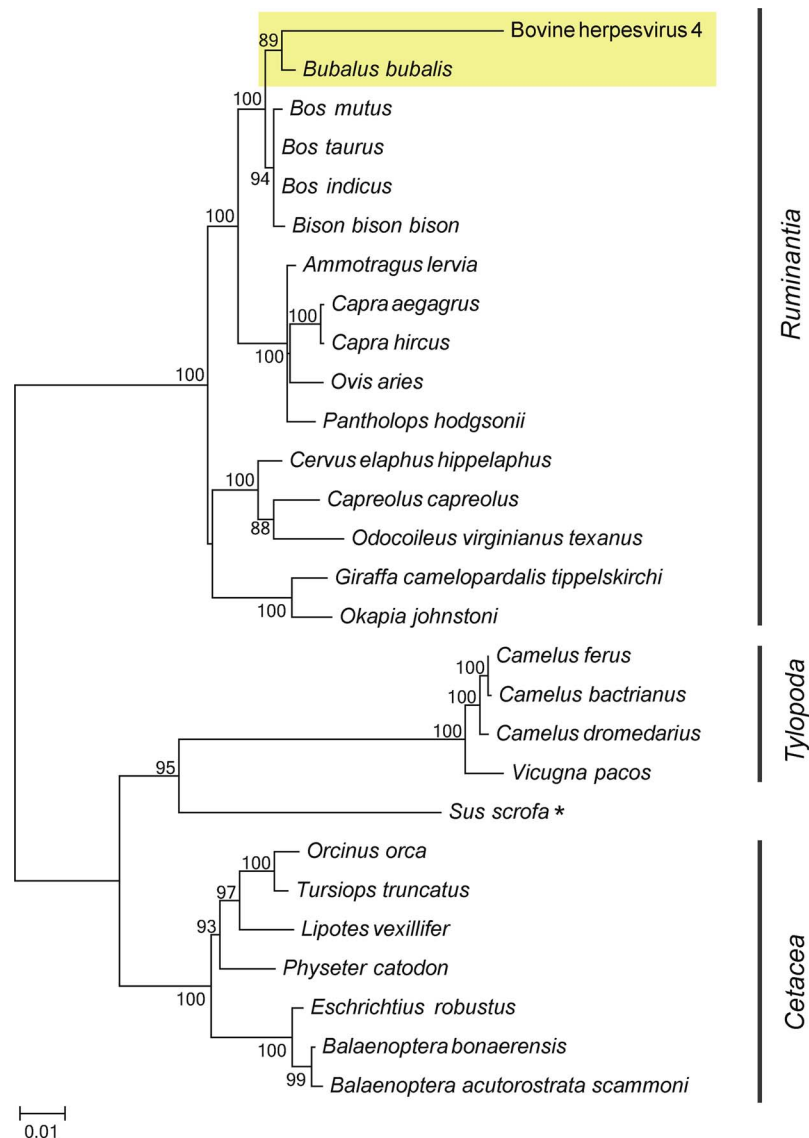 89
Bovine herpesvirus 4
Bubalus bubalis
100
Bos mutus
Bos taurus
94
Bos indicus
100
Bison bison bison
Ammotragus lervia
Capra aegagrus
100
Capra hircus
100
Ovis aries
100
Pantholops hodgsonii
Cervus elaphus hippelaphus
100
Capreolus capreolus
88
Odocoileus virginianus texanus
Giraffa camelopardalis tippelskirchi
100
Okapia johnstoni
Ruminantia
Camelus ferus
100
Camelus bactrianus
100
Camelus dromedarius
100
Vicugna pacos
Tylopoda
95
Sus scrofa *
Orcinus orca
100
Tursiops truncatus
97
Lipotes vexillifer
93
Physeter catodon
100
Eschrichtius robustus
100
Balaenoptera bonaerensis
99
Balaenoptera acutorostrata scammoni
Cetacea
0.01